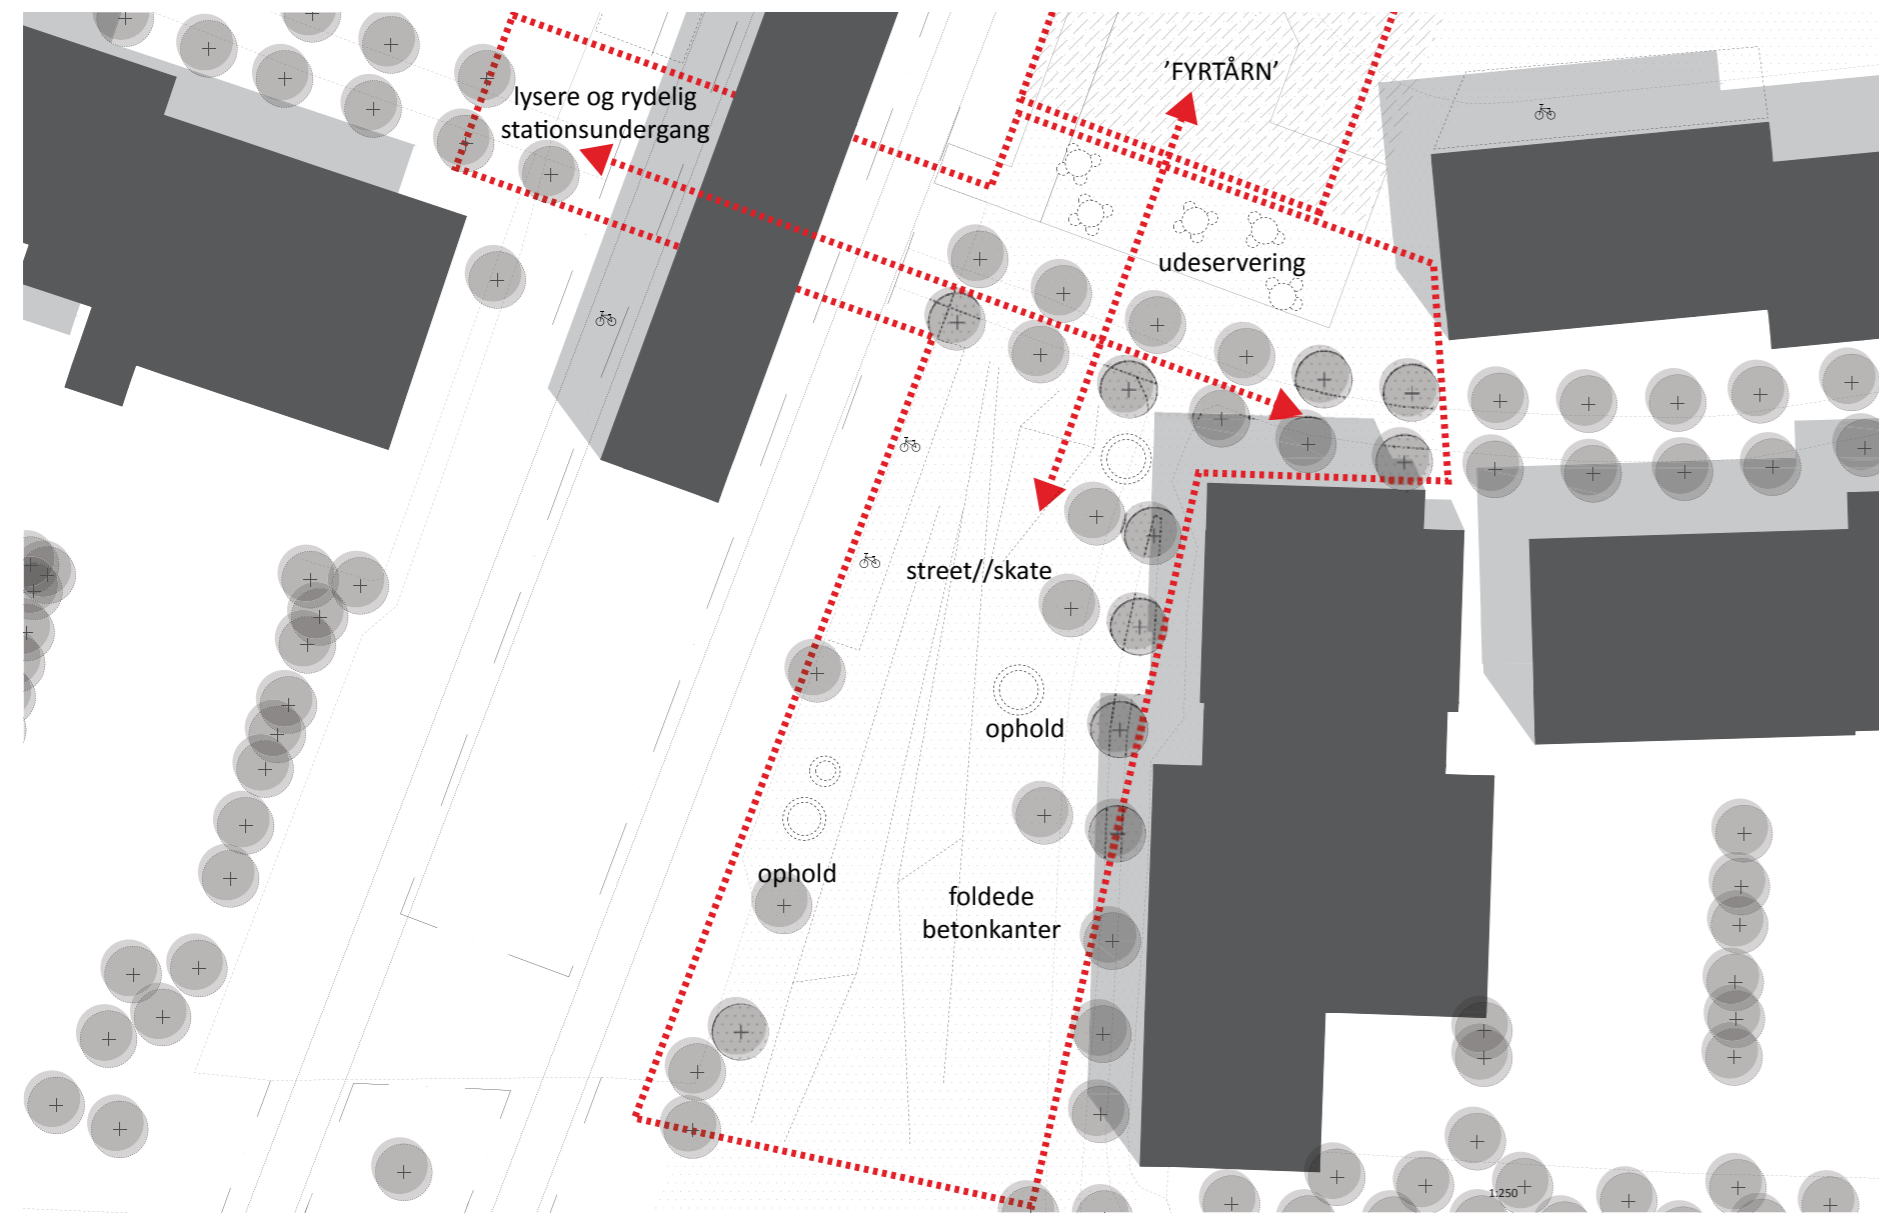 'FYRTÅRN'
lysere og rydelig
stationsundergang
udeservering
street//skate
ophold
ophold
foldede
betonkanter
1:250